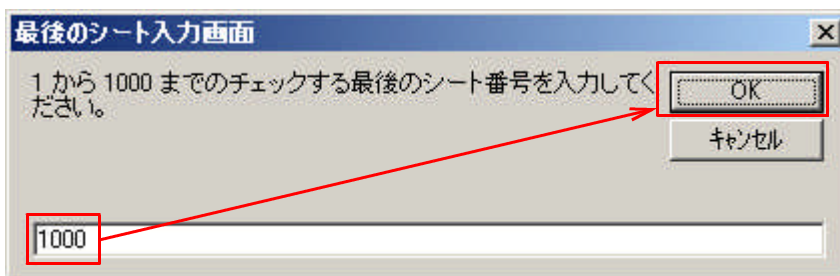 最後のシート入力画面
1 から 1000 までのチェックする最後のシート番号を入力してく
ださい。
OK
キャンセル
1000